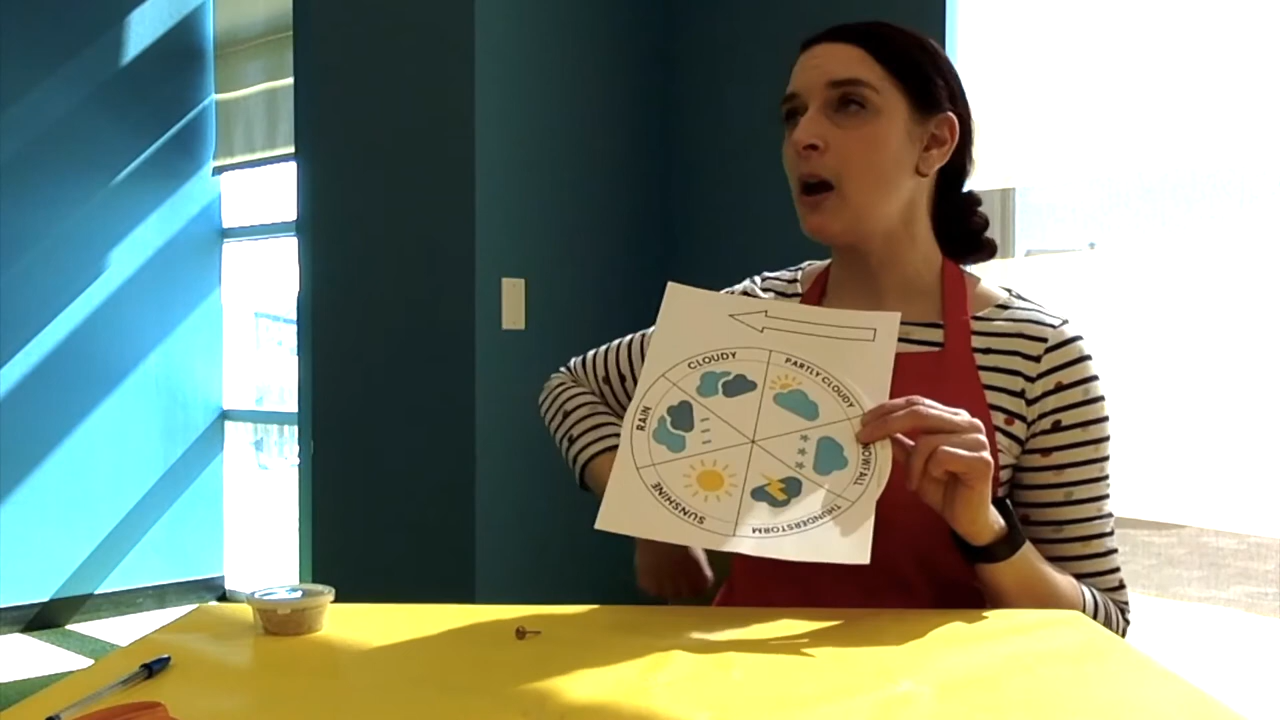 CLOUDY
PARTLY CLOUDY
RAIN
SNOWFALL
SUNSHINE
THUNDERSTORM